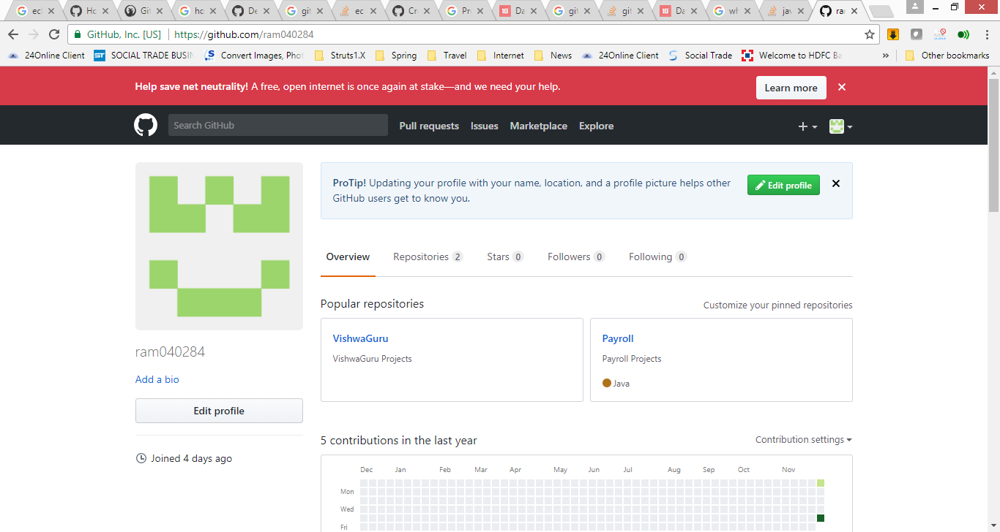 ecl
Ho
Git
ho
De
git
ec
Cr
Pr
Da
git
git
Da
wh
jav
ra
GitHub, Inc. [US] https://github.com/ram040284
24Online Client SOCIAL TRADE BUSIN Convert Images, Phot Struts1.X Spring Travel Internet News 24Online Client Social Trade Welcome to HDFC Ba » Other bookmarks
Help save net neutrality! A free, open internet is once again at stake—and we need your help. Learn more
Search GitHub Pull requests Issues Marketplace Explore
ProTip! Updating your profile with your name, location, and a profile picture helps other
GitHub users get to know you.
Edit profile
Overview Repositories 2 Stars 0 Followers 0 Following 0
Popular repositories Customize your pinned repositories
VishwaGuru
VishwaGuru Projects
Payroll
Payroll Projects
Java
ram040284
Add a bio
Edit profile
Joined 4 days ago
5 contributions in the last year Contribution settings
Dec Jan Feb Mar Apr May Jun Jul Aug Sep Oct Nov
Mon
Wed
Fri